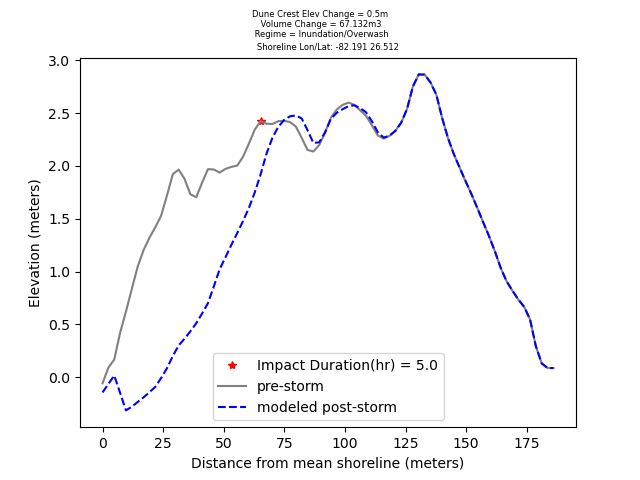 Dune Crest Elev Change = 0.5m
Volume Change = 67.132m3
Regime = Inundation/Overwash
Shoreline Lon/Lat: -82.191 26.512
3.0
2.5
2.0
1.5
1.0
0.5
0.0
Elevation (meters)
Impact Duration(hr) = 5.0
pre-storm
modeled post-storm
0 25 50 75 100 125 150 175
Distance from mean shoreline (meters)